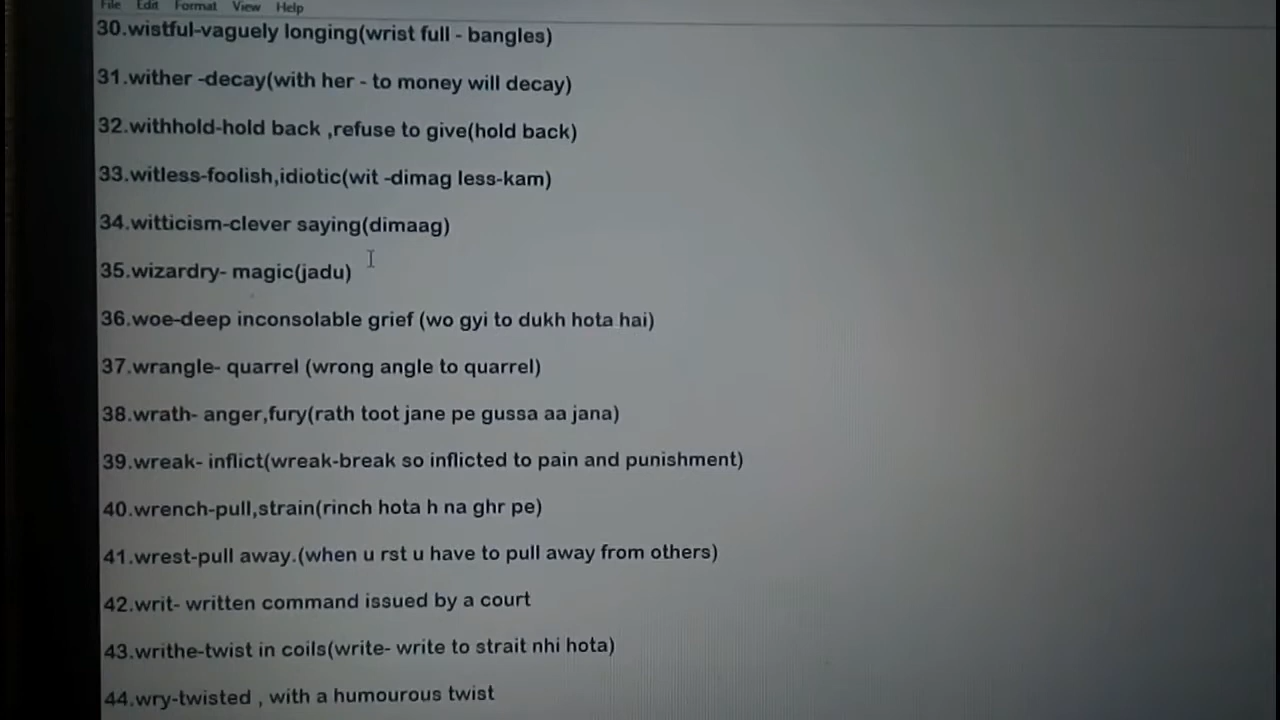 File Edit Format View Help
30.wistful-vaguely longing(wrist full - bangles)
31.wither -decay(with her - to money will decay)
32.withhold-hold back ,refuse to give(hold back)
33.witless-foolish,idiotic(wit -dimag less-kam)
34.witticism-clever saying(dimaag)
35.wizardry- magic(jadu)
36.woe-deep inconsolable grief (wo gyi to dukh hota hai)
37.wrangle- quarrel (wrong angle to quarrel)
38.wrath- anger,fury(rath toot jane pe gussa aa jana)
39.wreak- inflict(wreak-break so inflicted to pain and punishment)
40.wrench-pull,strain(rinch hota h na ghr pe)
41.wrest-pull away.(when u rst u have to pull away from others)
42.writ- written command issued by a court
43.writhe-twist in coils(write- write to strait nhi hota)
44.wry-twisted , with a humourous twist